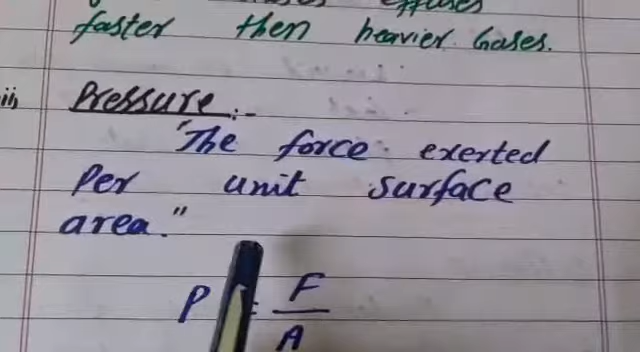 faster then heavier Gases.
ii, Pressure:-
"The force exerted
Per unit surface
area."
P = F
A